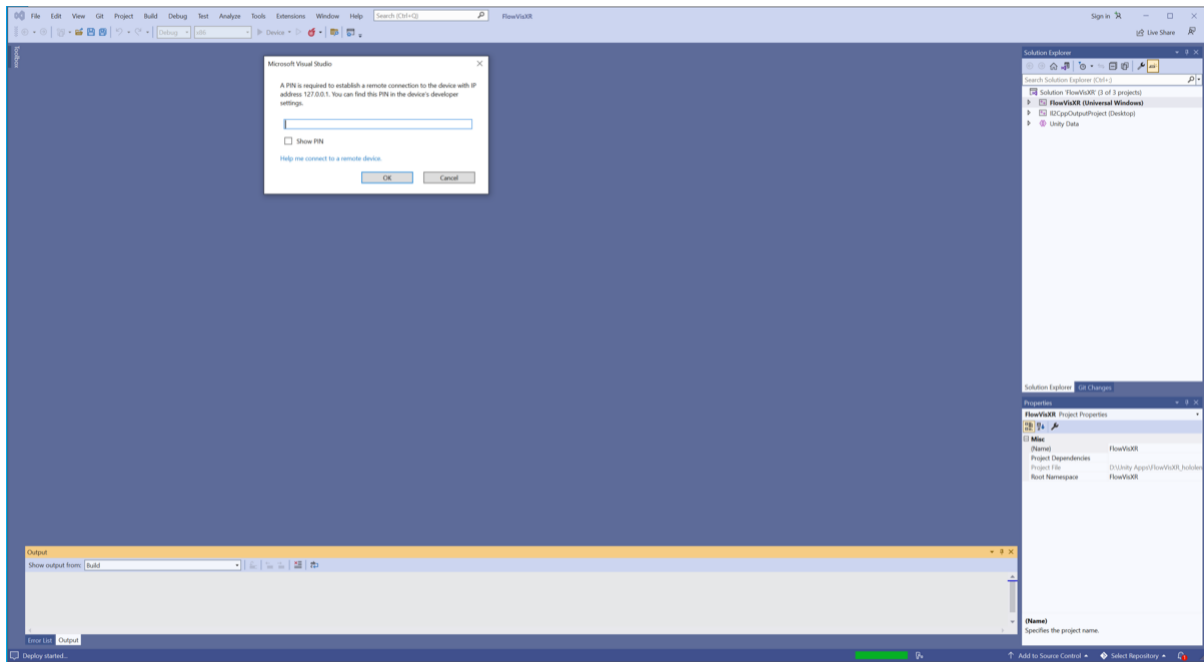 File Edit View Git Project Build Debug Test Analyze Tools Extensions Window Help Search (Ctrl+Q) FlowVisXR Sign in
Debug x86 Device Live Share
Toolbox
Microsoft Visual Studio
A PIN is required to establish a remote connection to the device with IP
address 127.0.0.1. You can find this PIN in the device's developer
settings.
Show PIN
Help me connect to a remote device.
OK Cancel
Solution Explorer
Search Solution Explorer (Ctrl+;)
Solution 'FlowVisXR' (3 of 3 projects)
FlowVisXR (Universal Windows)
Il2CppOutputProject (Desktop)
Unity Data
Solution Explorer Git Changes
Properties
FlowVisXR Project Properties
Misc
(Name) FlowVisXR
Project Dependencies
Project File D:\Unity Apps\FlowVisXR_hololen
Root Namespace FlowVisXR
(Name)
Specifies the project name.
Output
Show output from: Build
Error List Output
Deploy started... Add to Source Control Select Repository